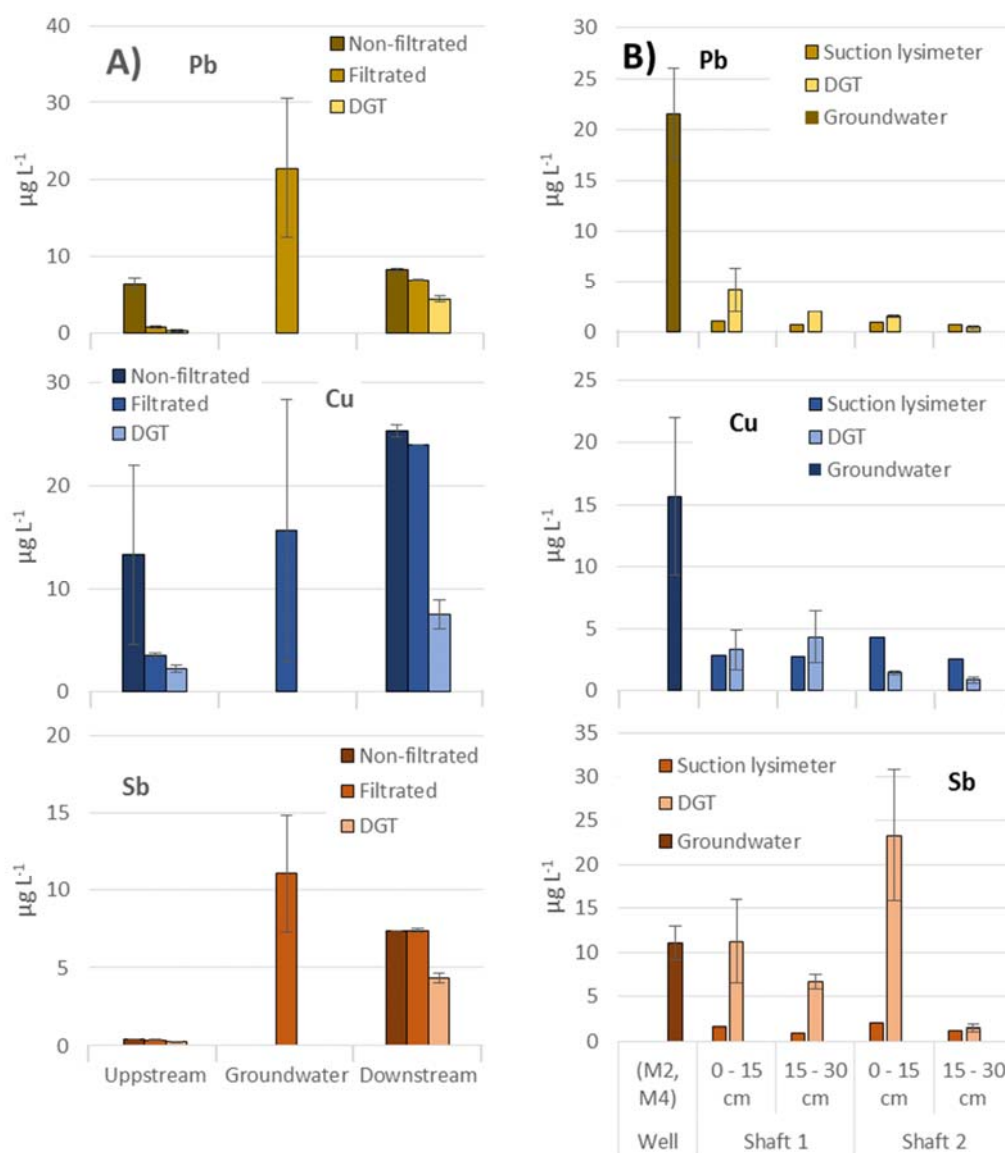 A)
Pb
Non-filtrated
Filtrated
DGT
40
30
20
10
0
µg L-1
Non-filtrated
Filtrated
DGT
Cu
30
20
10
0
µg L-1
Sb
Non-filtrated
Filtrated
DGT
20
15
10
5
0
µg L-1
Uppstream Groundwater Downstream
B)
Pb
Suction lysimeter
DGT
Groundwater
30
25
20
15
10
5
0
µg L-1
Cu
Suction lysimeter
DGT
Groundwater
25
20
15
10
5
0
µg L-1
Suction lysimeter
DGT
Groundwater
Sb
35
30
25
20
15
10
5
0
µg L-1
(M2, 0 - 15 15 - 30 0 - 15 15 - 30
M4) cm cm cm cm
Well Shaft 1 Shaft 2